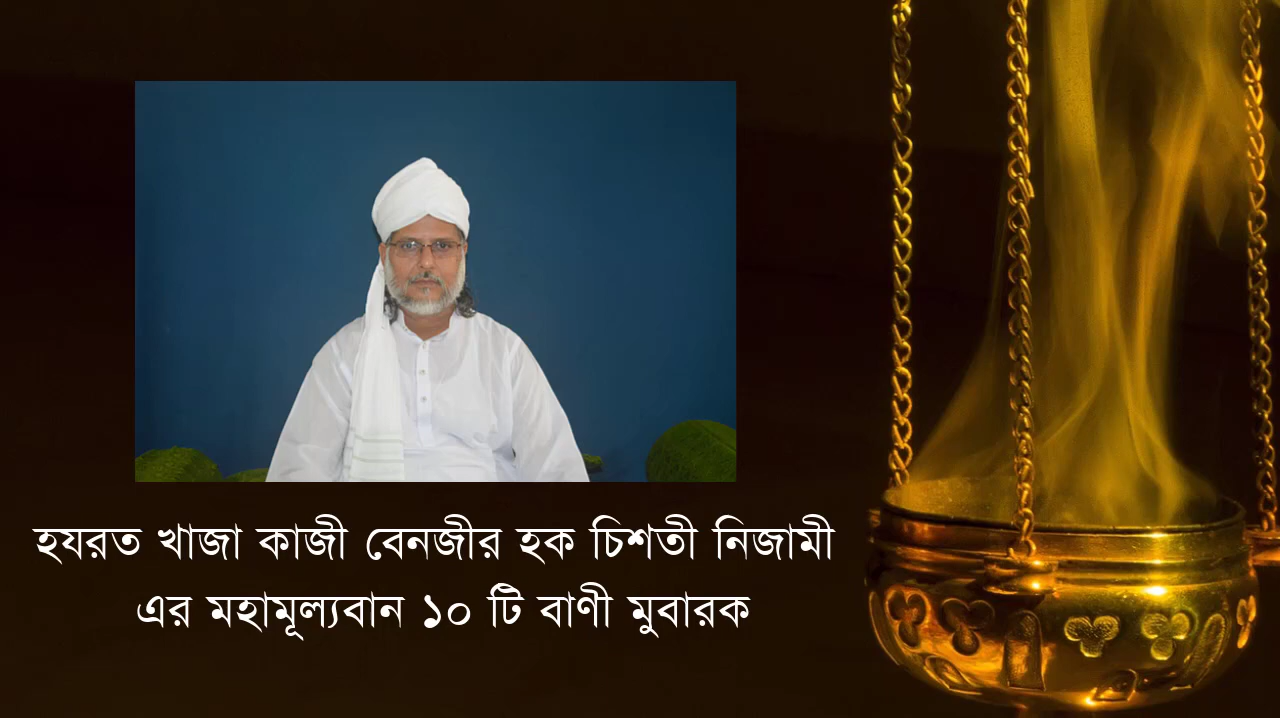 হযরত খাজা কাজী বেনজীর হক চিশতী নিজামী
এর মহামূল্যবান ১০ টি বাণী মুবারক